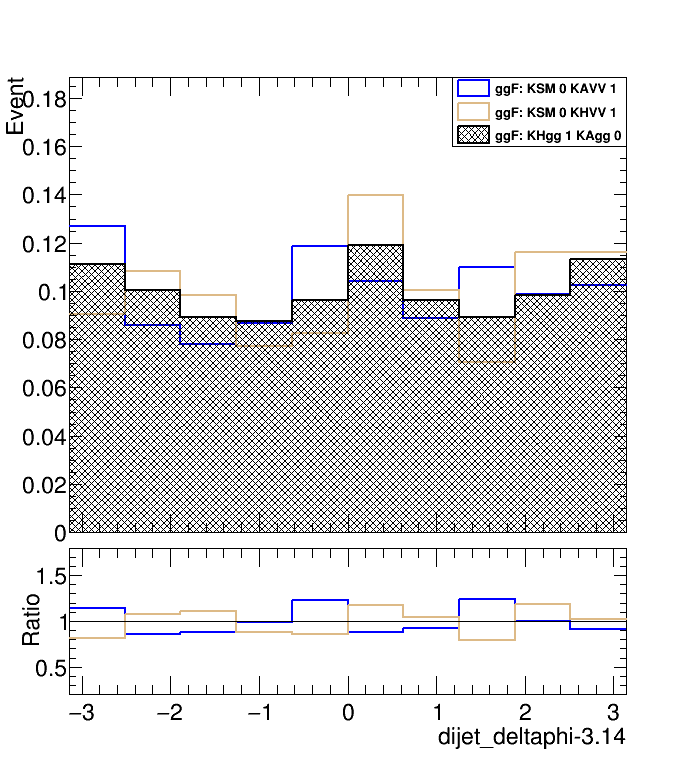 Event
0.18
0.16
0.14
0.12
0.1
0.08
0.06
0.04
0.02
0
ggF: KSM 0 KAVV 1
ggF: KSM 0 KHVV 1
ggF: KHgg 1 KAgg 0
Ratio
1.5
1
0.5
−3 −2 −1 0 1 2 3
dijet_deltaphi-3.14